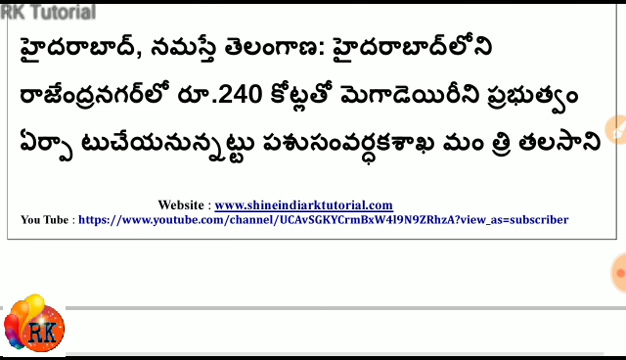 RK Tutorial
హైదరాబాద్, నమస్తే తెలంగాణ: హైదరాబాద్‌లోని
రాజేంద్రనగర్‌లో రూ.240 కోట్లతో మెగాడెయిరీని ప్రభుత్వం
ఏర్పా టుచేయనున్నట్టు పశుసంవర్ధకశాఖ మం త్రి తలసాని
Website : www.shineindiarktutorial.com
You Tube : https://www.youtube.com/channel/UCAvSGKYCrmBxW4l9N9ZRhzA?view_as=subscriber
RK